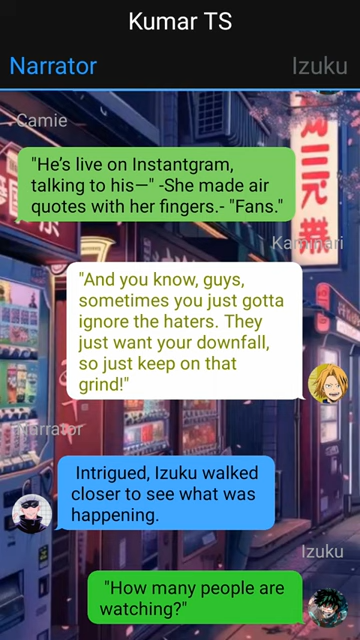 Kumar TS
Narrator
Izuku
Camie
"He's live on Instantgram,
talking to his—" -She made air
quotes with her fingers.- "Fans."
Kaminari
"And you know, guys,
sometimes you just gotta
ignore the haters. They
just want your downfall,
so just keep on that
grind!"
Narrator
Intrigued, Izuku walked
closer to see what was
happening.
Izuku
"How many people are
watching?"